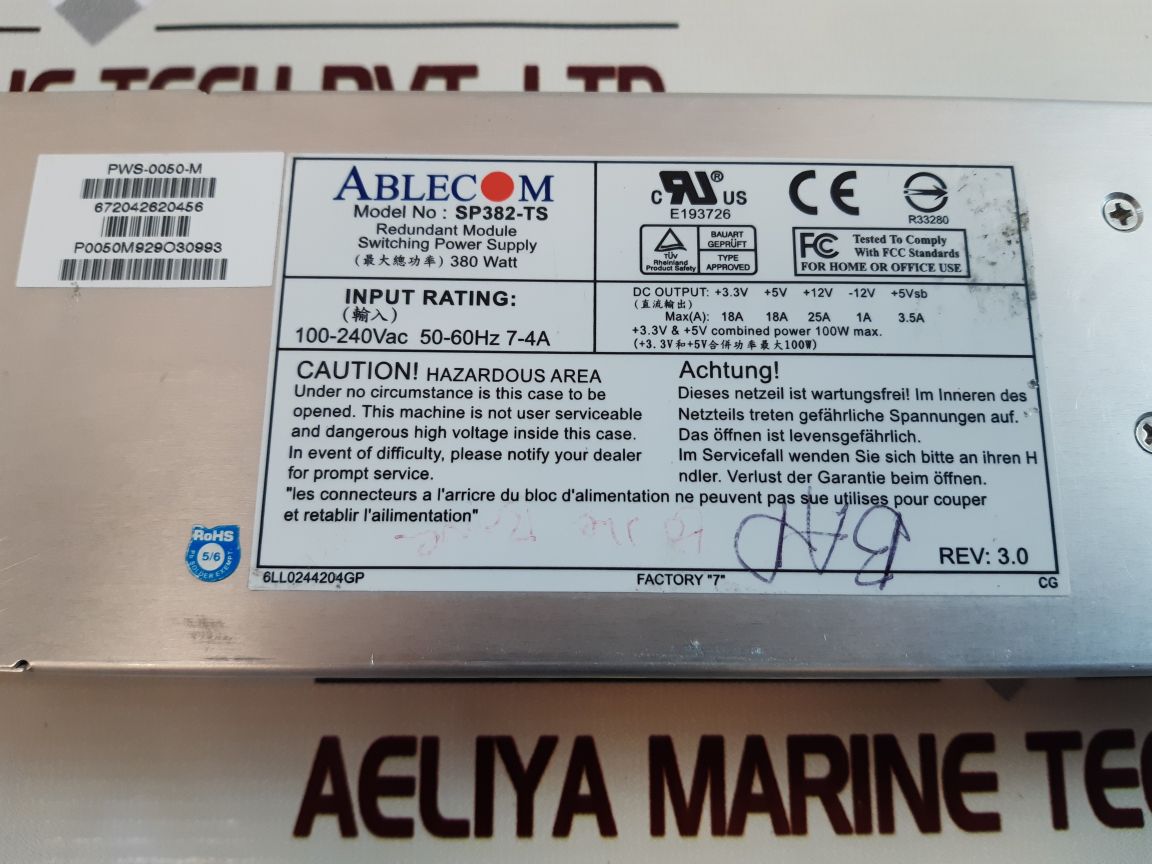 TECH PVT. LTD
PWS-0050-M
672042620456
P0050M929O30993
ABLECOM
Model No : SP382-TS
Redundant Module
Switching Power Supply
(最大總功率) 380 Watt
c RU ® US
E193726
CE
R33280
TÜV
Rheinland
Product Safety
BAUART
GEPRÜFT
TYPE
APPROVED
FC Tested To Comply
With FCC Standards
FOR HOME OR OFFICE USE
INPUT RATING:
(輸入)
100-240Vac 50-60Hz 7-4A
DC OUTPUT: +3.3V +5V +12V -12V +5Vsb
(直流輸出)
Max(A): 18A 18A 25A 1A 3.5A
+3.3V & +5V combined power 100W max.
(+3.3V和+5V合併功率最大100W)
CAUTION! HAZARDOUS AREA
Under no circumstance is this case to be
opened. This machine is not user serviceable
and dangerous high voltage inside this case.
In event of difficulty, please notify your dealer
for prompt service.
Achtung!
Dieses netzeil ist wartungsfrei! Im Inneren des
Netzteils treten gefährliche Spannungen auf.
Das öffnen ist levensgefährlich.
Im Servicefall wenden Sie sich bitte an ihren H
ndler. Verlust der Garantie beim öffnen.
"les connecteurs a l'arricre du bloc d'alimentation ne peuvent pas sue utilises pour couper
et retablir l'ailimentation"
REV: 3.0
RoHS
5/6
Pb SOLDER EXEMPT
6LL0244204GP
FACTORY "7"
CG
AELIYA MARINE TEC